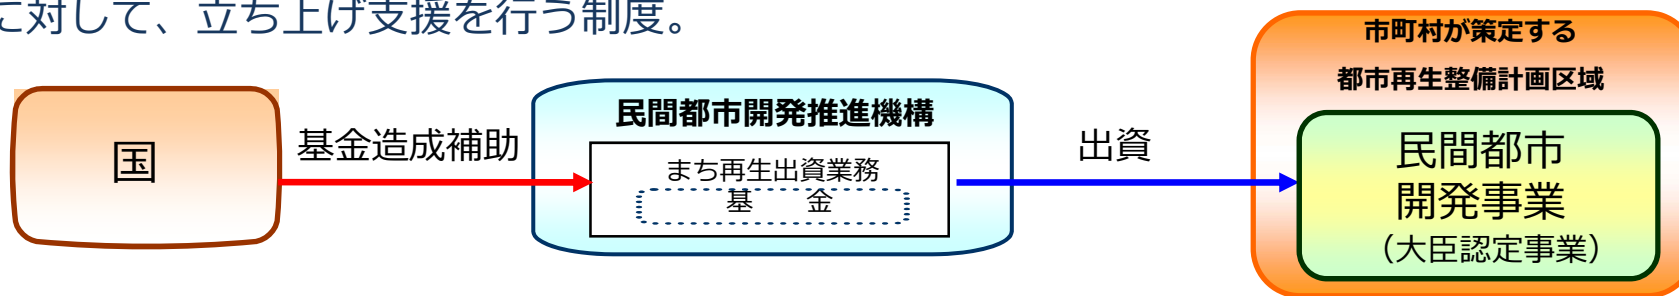 に対して、立ち上げ支援を行う制度。
国
基金造成補助
民間都市開発推進機構
まち再生出資業務
基　金
出資
市町村が策定する
都市再生整備計画区域
民間都市
開発事業
（大臣認定事業）